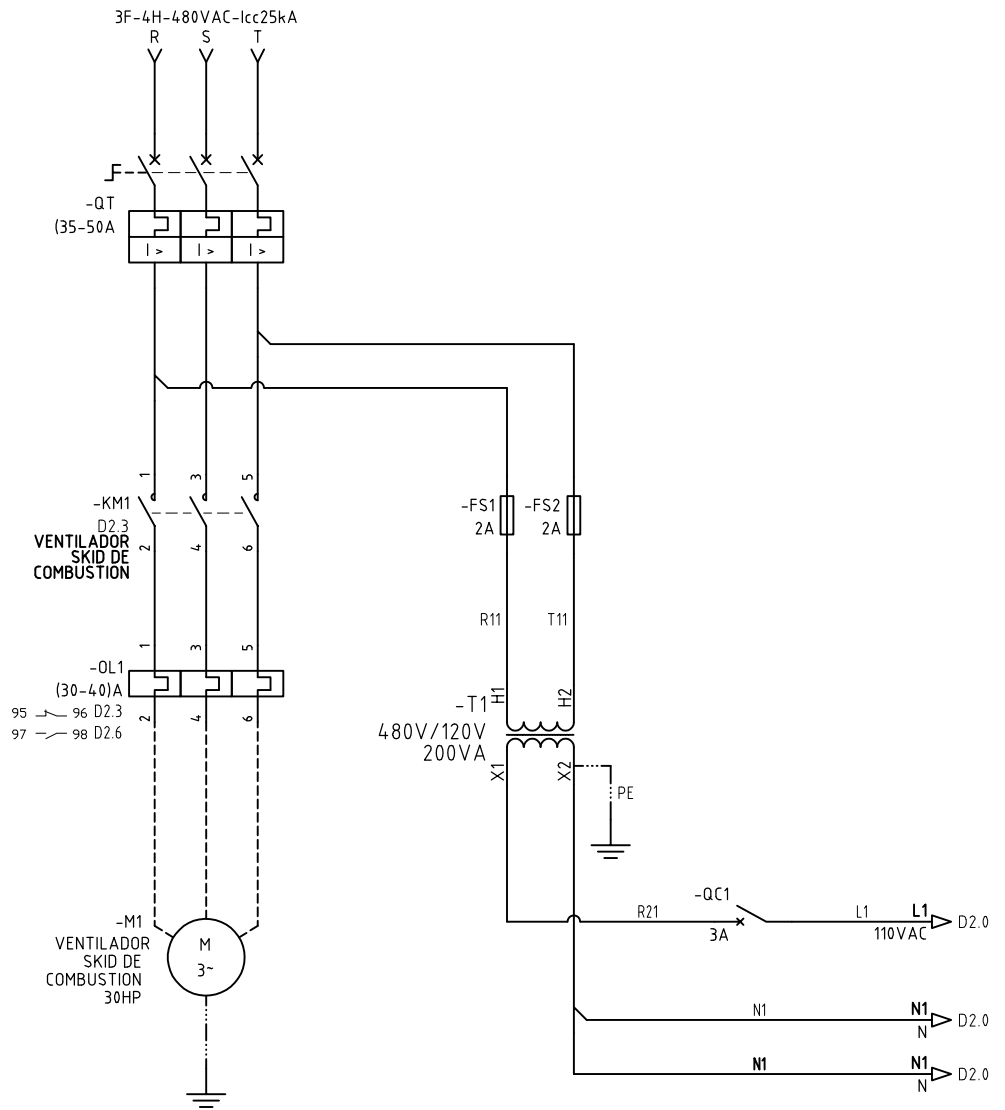 3F-4H-480VAC-Icc25kA
R S T
-QT
(35-50A
I > I > I >
1 3 5
-KM1
D2.3
VENTILADOR
SKID DE
COMBUSTION
2 4 6
-FS1 -FS2
2A 2A
R11 T11
1 3 5
-OL1
(30-40)A
95 96 D2.3
97 98 D2.6
2 4 6
H1 H2
-T1
480V/120V
200VA
X1 X2
PE
-QC1
R21 L1 L1
3A 110VAC
D2.0
-M1
VENTILADOR
SKID DE
COMBUSTION
30HP
M
3~
N1 N1
N
D2.0
N1 N1
N
D2.0